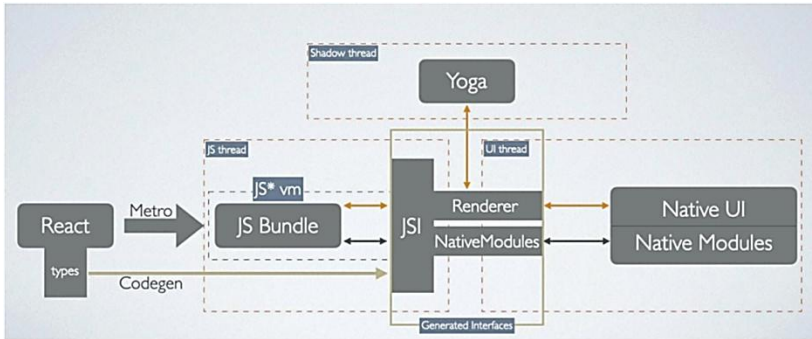 Shadow thread
Yoga
JS thread
UI thread
JS* vm
Metro
React
JS Bundle
JSI
Renderer
Native UI
NativeModules
Native Modules
types
Codegen
Generated Interfaces